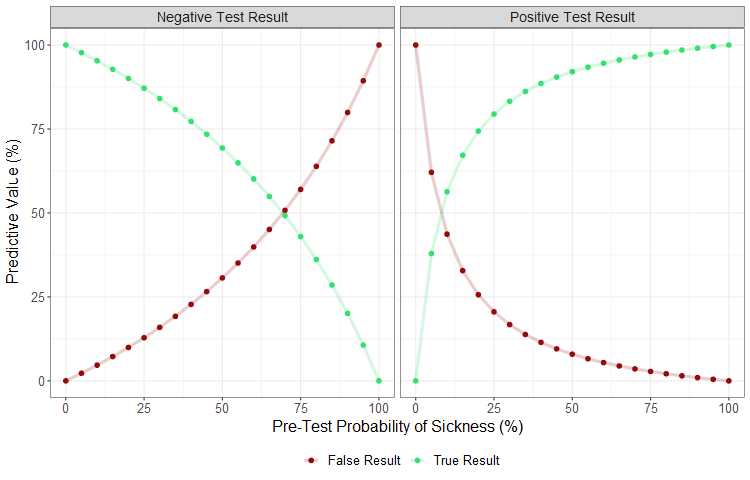 Negative Test Result
Positive Test Result
Predictive Value (%)
100
75
50
25
0
0 25 50 75 100
0 25 50 75 100
Pre-Test Probability of Sickness (%)
False Result
True Result